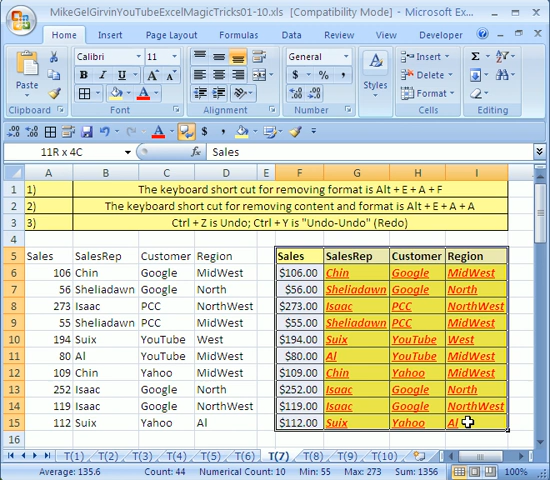 MikeGelGirvinYouTubeExcelMagicTricks01-10.xls [Compatibility Mode] - Microsoft Ex...
Home Insert Page Layout Formulas Data Review View Developer
Paste
Calibri 11
B I U
General
$ % ,
Styles
Insert
Delete
Format
Σ
Clipboard Font Alignment Number Cells Editing
11R x 4C fx Sales
A B C D E F G H I
1 1) The keyboard short cut for removing format is Alt + E + A + F
2 2) The keyboard short cut for removing content and format is Alt + E + A + A
3 3) Ctrl + Z is Undo; Ctrl + Y is "Undo-Undo" (Redo)
4
5 Sales SalesRep Customer Region Sales SalesRep Customer Region
6 106 Chin Google MidWest $106.00 Chin Google MidWest
7 56 Sheliadawn Google North $56.00 Sheliadawn Google North
8 273 Isaac PCC NorthWest $273.00 Isaac PCC NorthWest
9 55 Sheliadawn PCC MidWest $55.00 Sheliadawn PCC MidWest
10 194 Suix YouTube West $194.00 Suix YouTube West
11 80 Al YouTube MidWest $80.00 Al YouTube MidWest
12 109 Chin Yahoo MidWest $109.00 Chin Yahoo MidWest
13 252 Isaac Google North $252.00 Isaac Google North
14 119 Isaac Google NorthWest $119.00 Isaac Google NorthWest
15 112 Suix Yahoo Al $112.00 Suix Yahoo Al
16
T(1) T(2) T(3) T(4) T(5) T(6) T(7) T(8) T(9) T(10)
Average: 135.6 Count: 44 Numerical Count: 10 Min: 55 Max: 273 Sum: 1356 100%